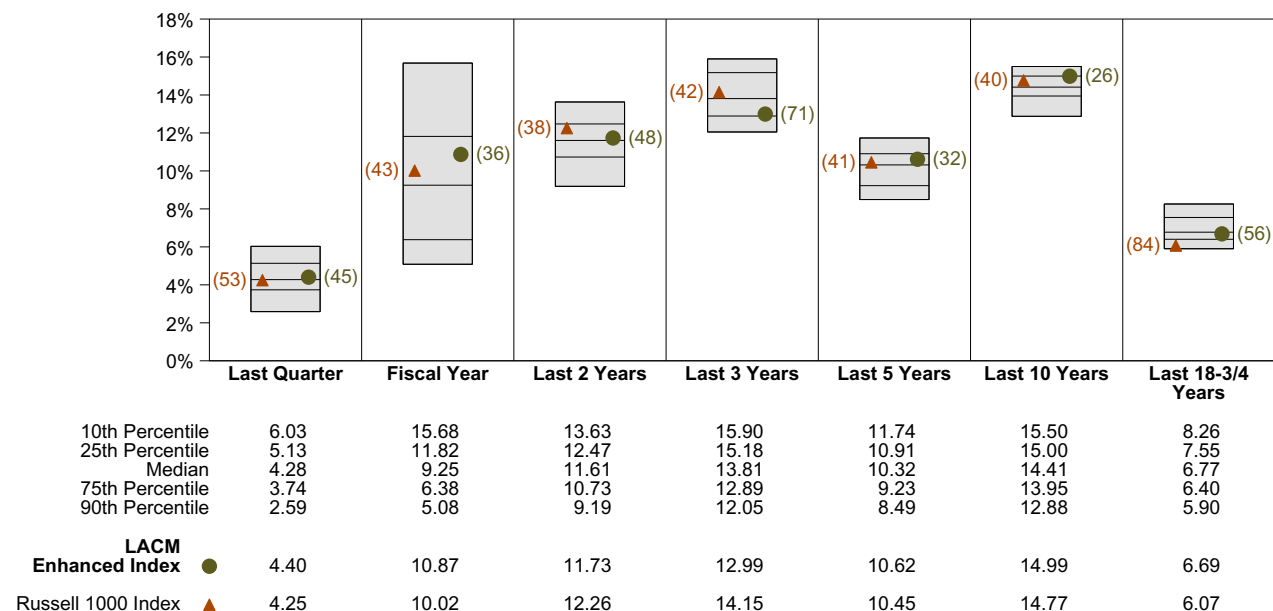 18%
16%
14%
12%
10%
8%
6%
4%
2%
0%
(53) (45)
(43) (36)
(38) (48)
(42) (71)
(41) (32)
(40) (26)
(84) (56)
Last Quarter Fiscal Year Last 2 Years Last 3 Years Last 5 Years Last 10 Years Last 18-3/4
Years
10th Percentile 6.03 15.68 13.63 15.90 11.74 15.50 8.26
25th Percentile 5.13 11.82 12.47 15.18 10.91 15.00 7.55
Median 4.28 9.25 11.61 13.81 10.32 14.41 6.77
75th Percentile 3.74 6.38 10.73 12.89 9.23 13.95 6.40
90th Percentile 2.59 5.08 9.19 12.05 8.49 12.88 5.90
LACM
Enhanced Index 4.40 10.87 11.73 12.99 10.62 14.99 6.69
Russell 1000 Index 4.25 10.02 12.26 14.15 10.45 14.77 6.07